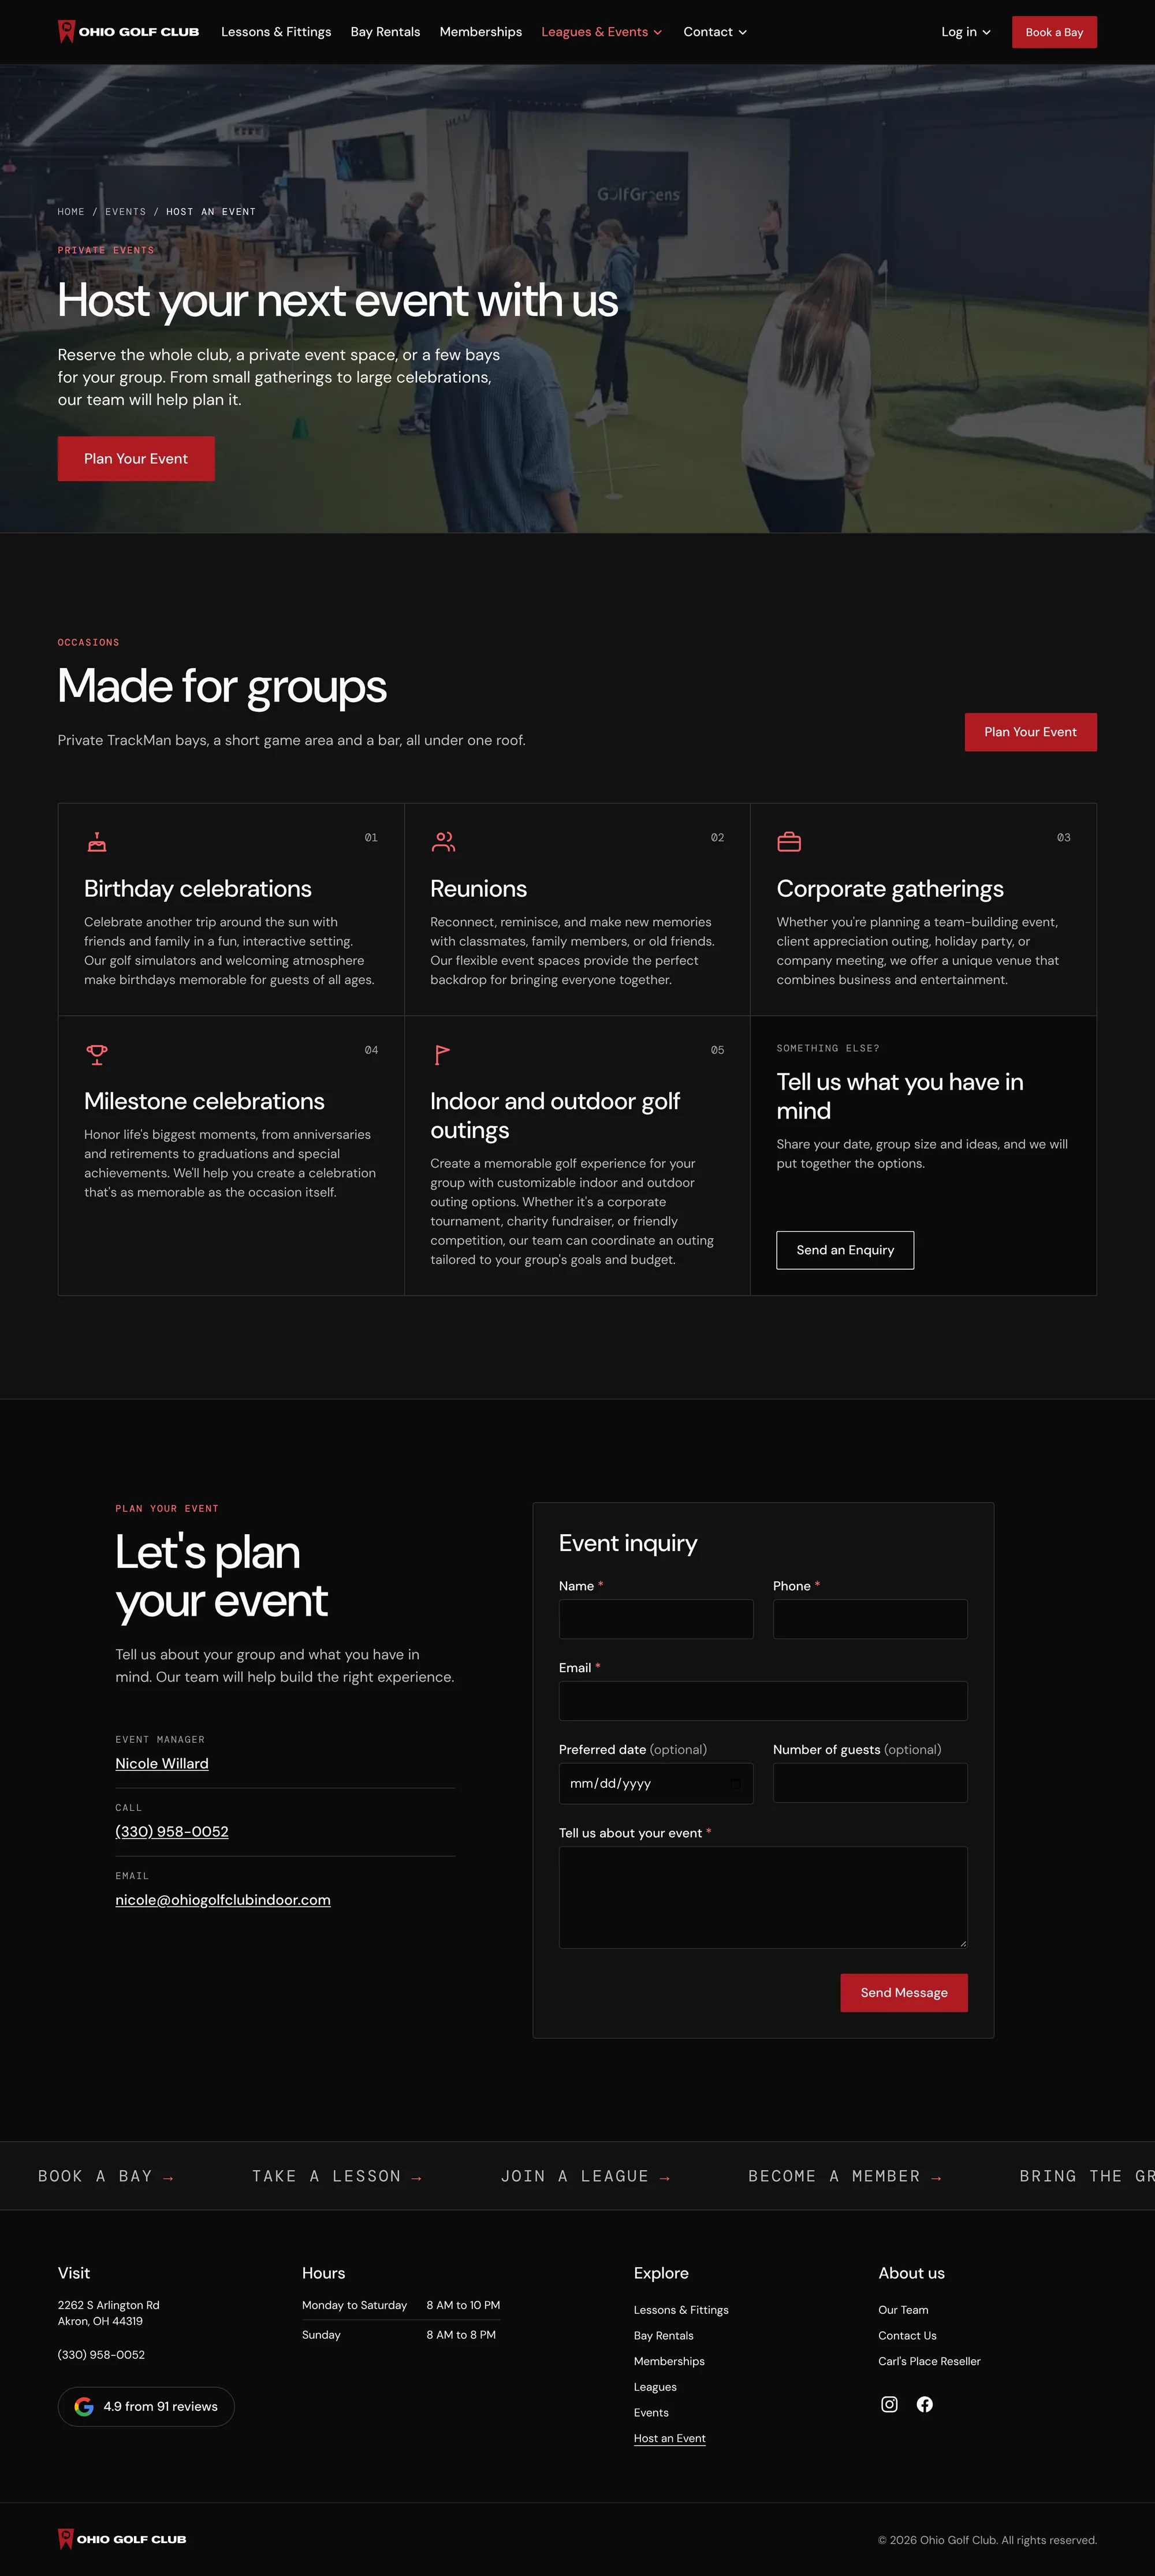 OHIO GOLF CLUB
Lessons & Fittings
Bay Rentals
Memberships
Leagues & Events
Contact
Log in
Book a Bay
GolfGreens
HOME / EVENTS / HOST AN EVENT
PRIVATE EVENTS
Host your next event with us
Reserve the whole club, a private event space, or a few bays
for your group. From small gatherings to large celebrations,
our team will help plan it.
Plan Your Event
OCCASIONS
Made for groups
Private TrackMan bays, a short game area and a bar, all under one roof.
Plan Your Event
01
Birthday celebrations
Celebrate another trip around the sun with
friends and family in a fun, interactive setting.
Our golf simulators and welcoming atmosphere
make birthdays memorable for guests of all ages.
02
Reunions
Reconnect, reminisce, and make new memories
with classmates, family members, or old friends.
Our flexible event spaces provide the perfect
backdrop for bringing everyone together.
03
Corporate gatherings
Whether you're planning a team-building event,
client appreciation outing, holiday party, or
company meeting, we offer a unique venue that
combines business and entertainment.
04
Milestone celebrations
Honor life's biggest moments, from anniversaries
and retirements to graduations and special
achievements. We'll help you create a celebration
that's as memorable as the occasion itself.
05
Indoor and outdoor golf
outings
Create a memorable golf experience for your
group with customizable indoor and outdoor
outing options. Whether it's a corporate
tournament, charity fundraiser, or friendly
competition, our team can coordinate an outing
tailored to your group's goals and budget.
SOMETHING ELSE?
Tell us what you have in
mind
Share your date, group size and ideas, and we will
put together the options.
Send an Enquiry
PLAN YOUR EVENT
Let's plan
your event
Tell us about your group and what you have in
mind. Our team will help build the right experience.
EVENT MANAGER
Nicole Willard
CALL
(330) 958-0052
EMAIL
nicole@ohiogolfclubindoor.com
Event inquiry
Name *
Phone *
Email *
Preferred date (optional)
Number of guests (optional)
mm/dd/yyyy
Tell us about your event *
Send Message
BOOK A BAY →
TAKE A LESSON →
JOIN A LEAGUE →
BECOME A MEMBER →
BRING THE GR
Visit
2262 S Arlington Rd
Akron, OH 44319
(330) 958-0052
4.9 from 91 reviews
Hours
Monday to Saturday 8 AM to 10 PM
Sunday 8 AM to 8 PM
Explore
Lessons & Fittings
Bay Rentals
Memberships
Leagues
Events
Host an Event
About us
Our Team
Contact Us
Carl's Place Reseller
OHIO GOLF CLUB
© 2026 Ohio Golf Club. All rights reserved.